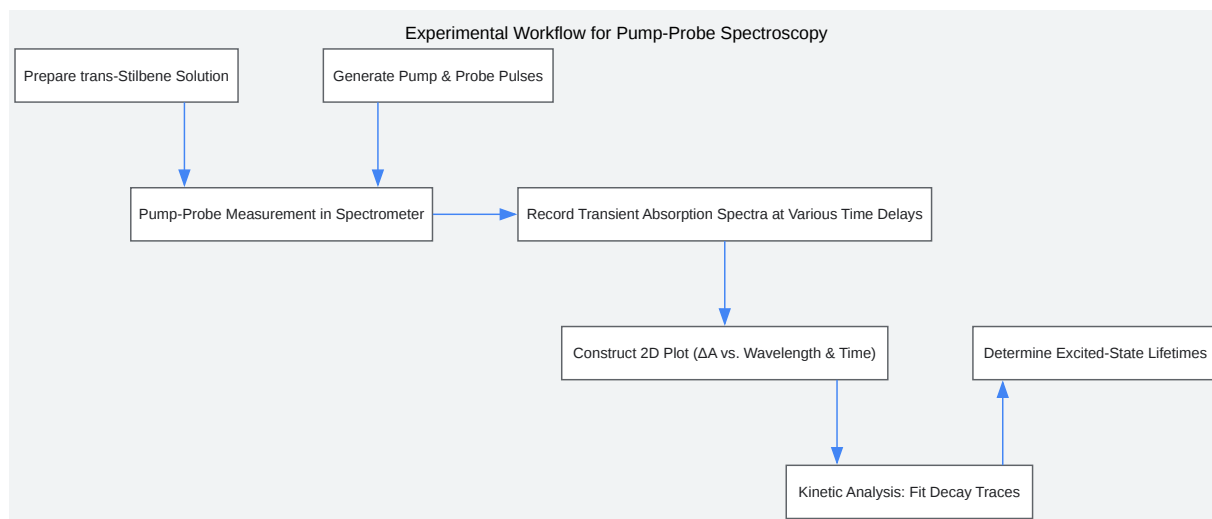 Experimental Workflow for Pump-Probe Spectroscopy
Prepare trans-Stilbene Solution
Generate Pump & Probe Pulses
Pump-Probe Measurement in Spectrometer
Record Transient Absorption Spectra at Various Time Delays
Construct 2D Plot (ΔA vs. Wavelength & Time)
Determine Excited-State Lifetimes
Kinetic Analysis: Fit Decay Traces